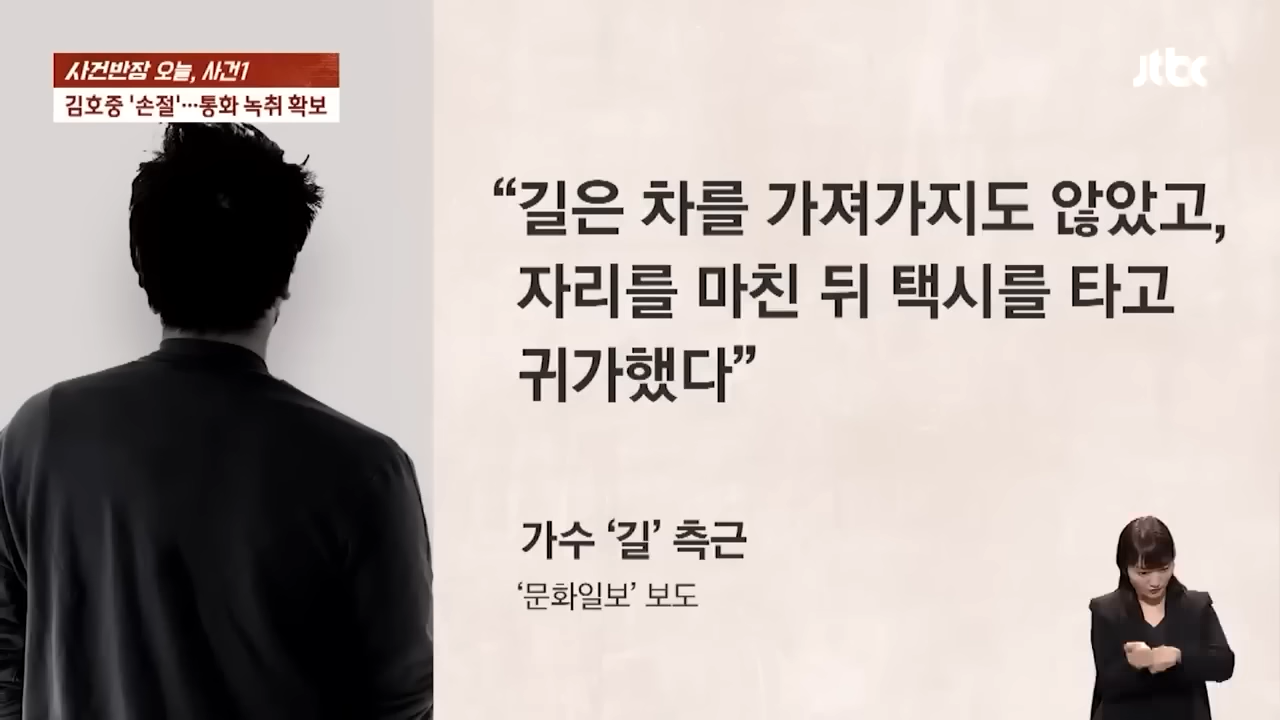 사건반장 오늘, 사건1
김호중 '손절'…통화 녹취 확보
jtbc
“길은 차를 가져가지도 않았고,
자리를 마친 뒤 택시를 타고
귀가했다”
가수 ‘길’ 측근
‘문화일보’ 보도